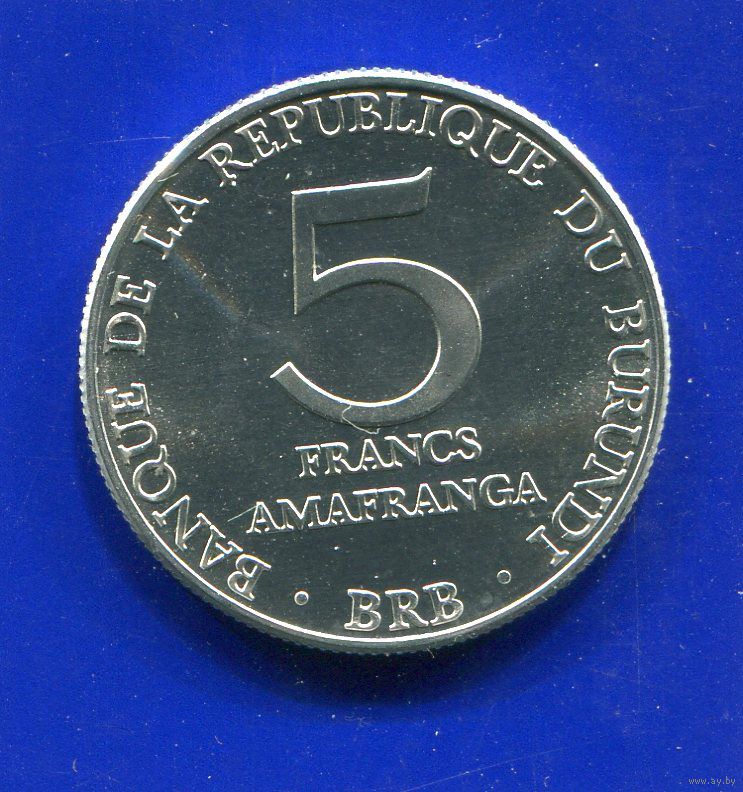 BANQUE DE LA REPUBLIQUE DU BURUNDI
5
FRANCS
AMAFRANGA
• BRB •
www.ay.by